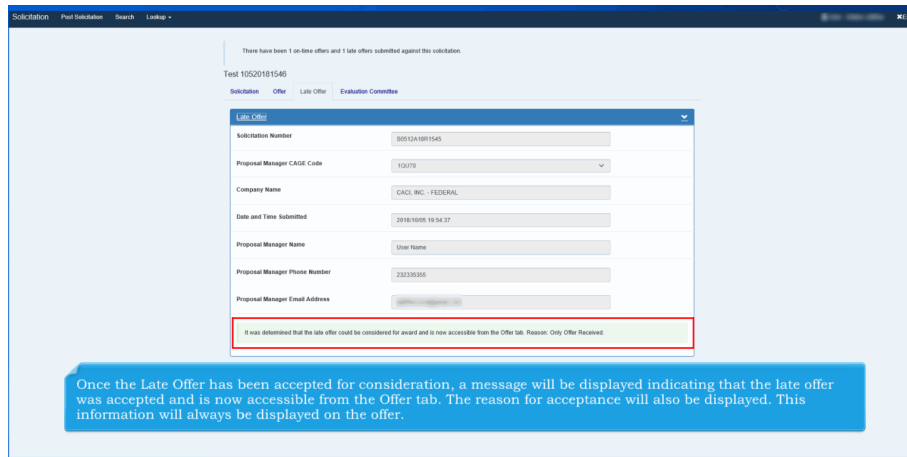 Solicitation Post Solicitation Search Lookup
There have been 1 on-time offers and 1 late offers submitted against this solicitation.
Test 10520181546
Solicitation Offer Late Offer Evaluation Committee
Late Offer
Solicitation Number S0512A18R1545
Proposal Manager CAGE Code 1QU78
Company Name CACI, INC. - FEDERAL
Date and Time Submitted 2018/10/05 19:54:37
Proposal Manager Name User Name
Proposal Manager Phone Number 232335355
Proposal Manager Email Address
It was determined that the late offer could be considered for award and is now accessible from the Offer tab. Reason: Only Offer Received.
Once the Late Offer has been accepted for consideration, a message will be displayed indicating that the late offer
was accepted and is now accessible from the Offer tab. The reason for acceptance will also be displayed. This
information will always be displayed on the offer.